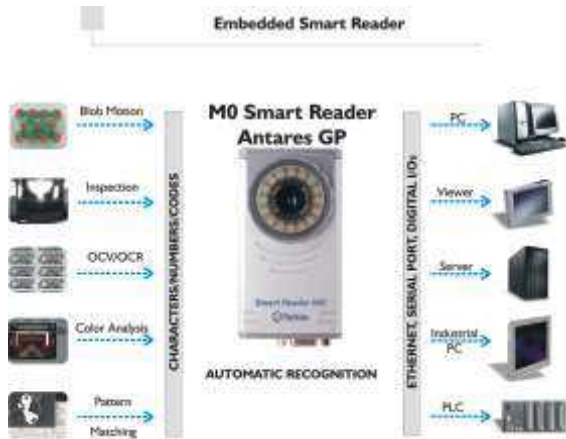 Embedded Smart Reader
Blob Motion
Inspection
OCV/OCR
Color Analysis
Pattern
Matching
CHARACTERS/NUMBERS/CODES
M0 Smart Reader
Antares GP
Smart Reader M0
AUTOMATIC RECOGNITION
ETHERNET, SERIAL PORT, DIGITAL I/Os
PC
Viewer
Server
Industrial
PC
PLC